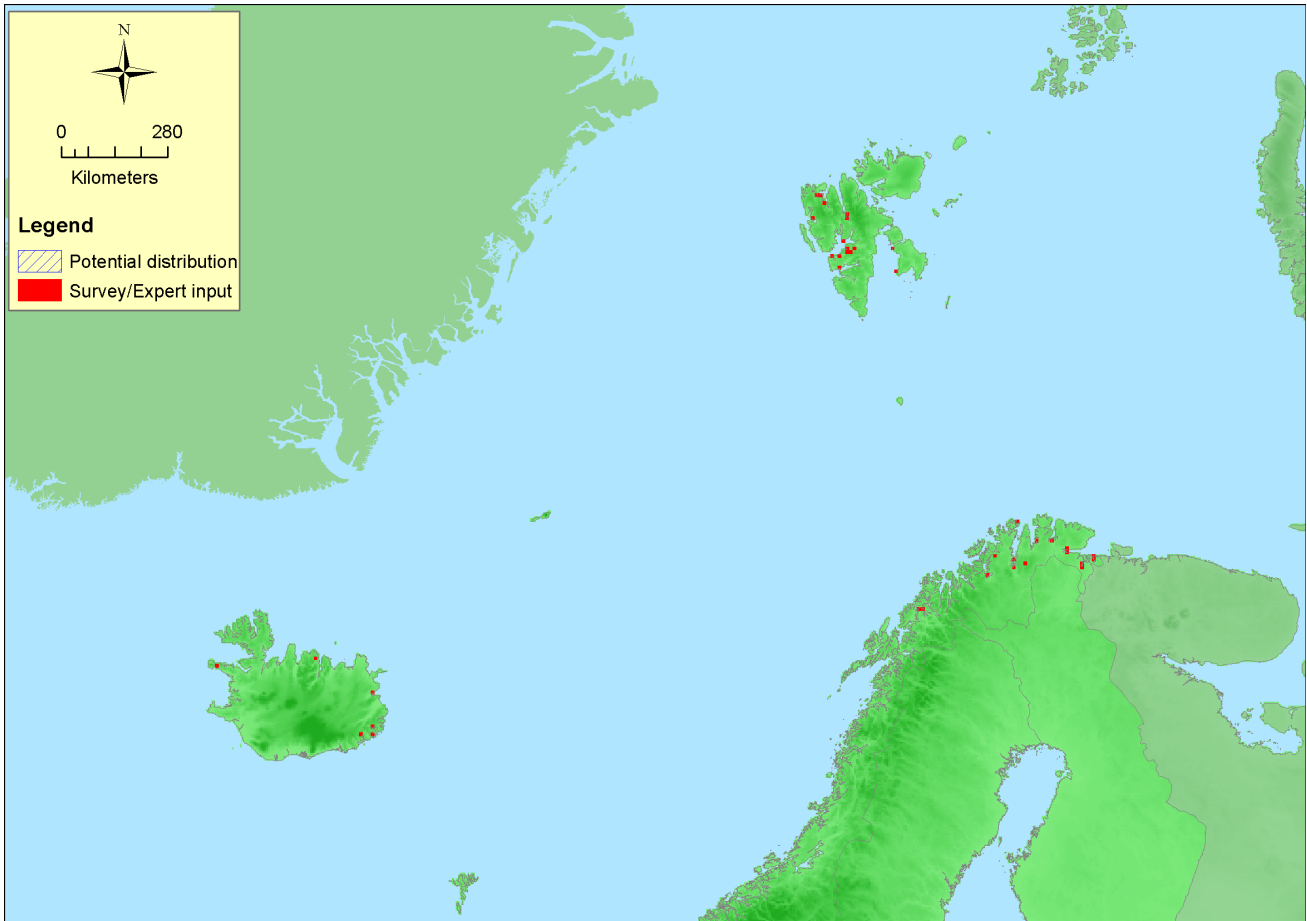 N
0 280
Kilometers
Legend
Potential distribution
Survey/Expert input